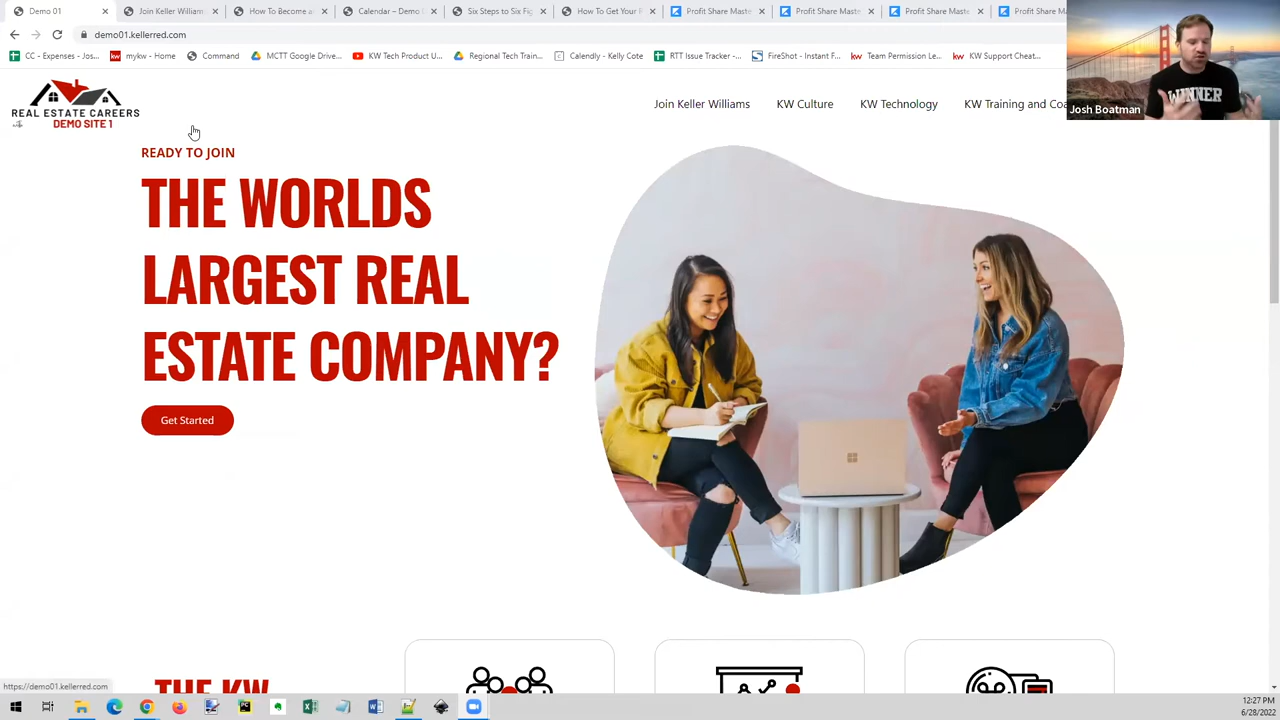 Demo 01
Join Keller William
How To Become a
Calendar – Demo R
Six Steps to Six Fig
How To Get Your R
Profit Share Maste
Profit Share Maste
Profit Share Maste
Profit Share Ma
demo01.kellerred.com
CC - Expenses - Jos...
mykw - Home
Command
MCTT Google Drive...
KW Tech Product U...
Regional Tech Train...
Calendly - Kelly Cote
RTT Issue Tracker -...
FireShot - Instant F...
Team Permission Le...
KW Support Cheat...
WINNER
Josh Boatman
REAL ESTATE CAREERS
DEMO SITE 1
Join Keller Williams
KW Culture
KW Technology
KW Training and Coa
READY TO JOIN
THE WORLDS
LARGEST REAL
ESTATE COMPANY?
Get Started
THE KW
https://demo01.kellerred.com
12:27 PM
6/28/2022